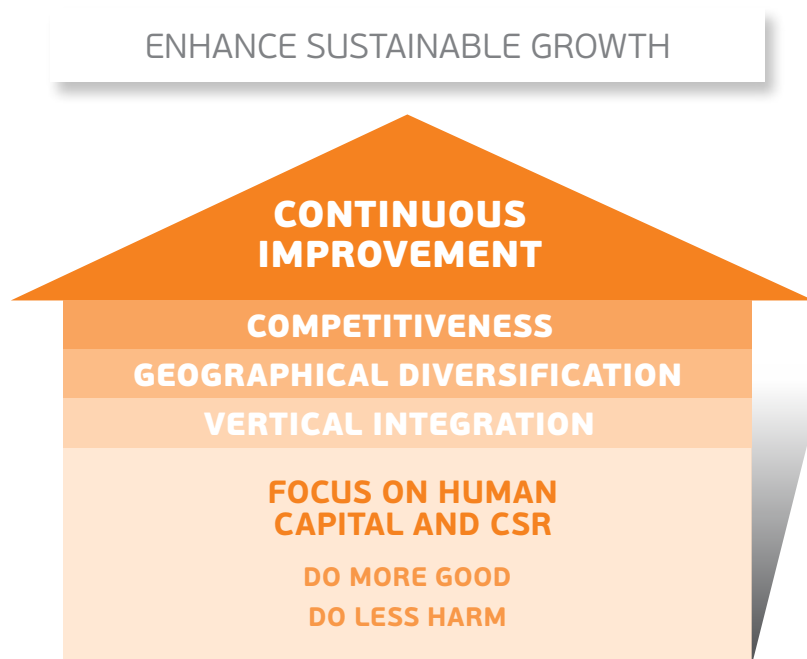 ENHANCE SUSTAINABLE GROWTH
CONTINUOUS
IMPROVEMENT
COMPETITIVENESS
GEOGRAPHICAL DIVERSIFICATION
VERTICAL INTEGRATION
FOCUS ON HUMAN
CAPITAL AND CSR
DO MORE GOOD
DO LESS HARM